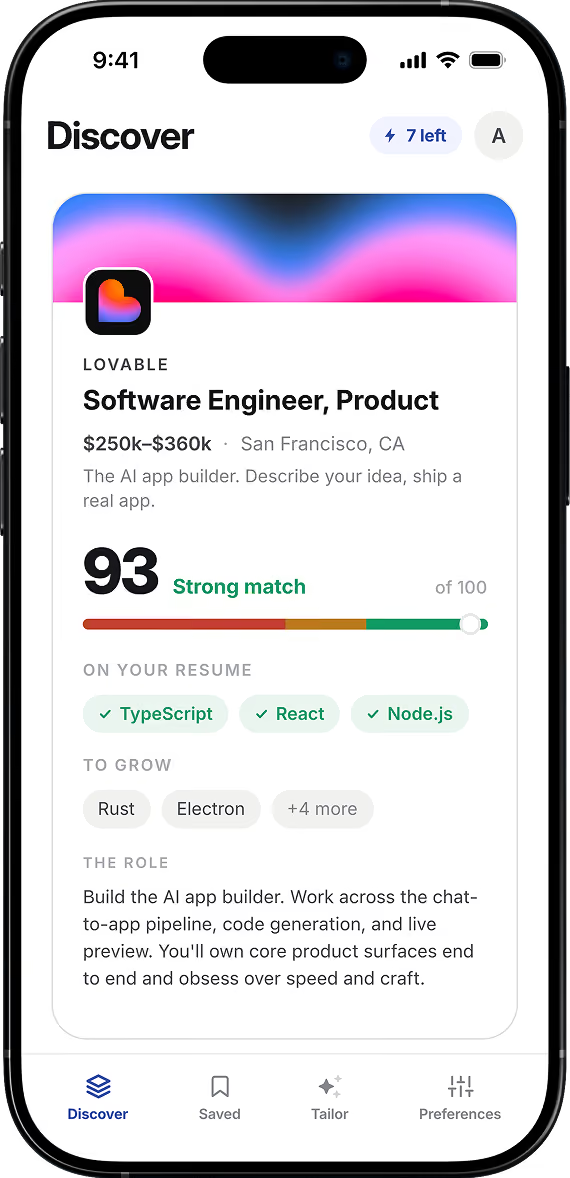 9:41
Discover
7 left
A
LOVABLE
Software Engineer, Product
$250k–$360k · San Francisco, CA
The AI app builder. Describe your idea, ship a
real app.
93 Strong match of 100
ON YOUR RESUME
TypeScript React Node.js
TO GROW
Rust Electron +4 more
THE ROLE
Build the AI app builder. Work across the chat-
to-app pipeline, code generation, and live
preview. You'll own core product surfaces end
to end and obsess over speed and craft.
Discover Saved Tailor Preferences